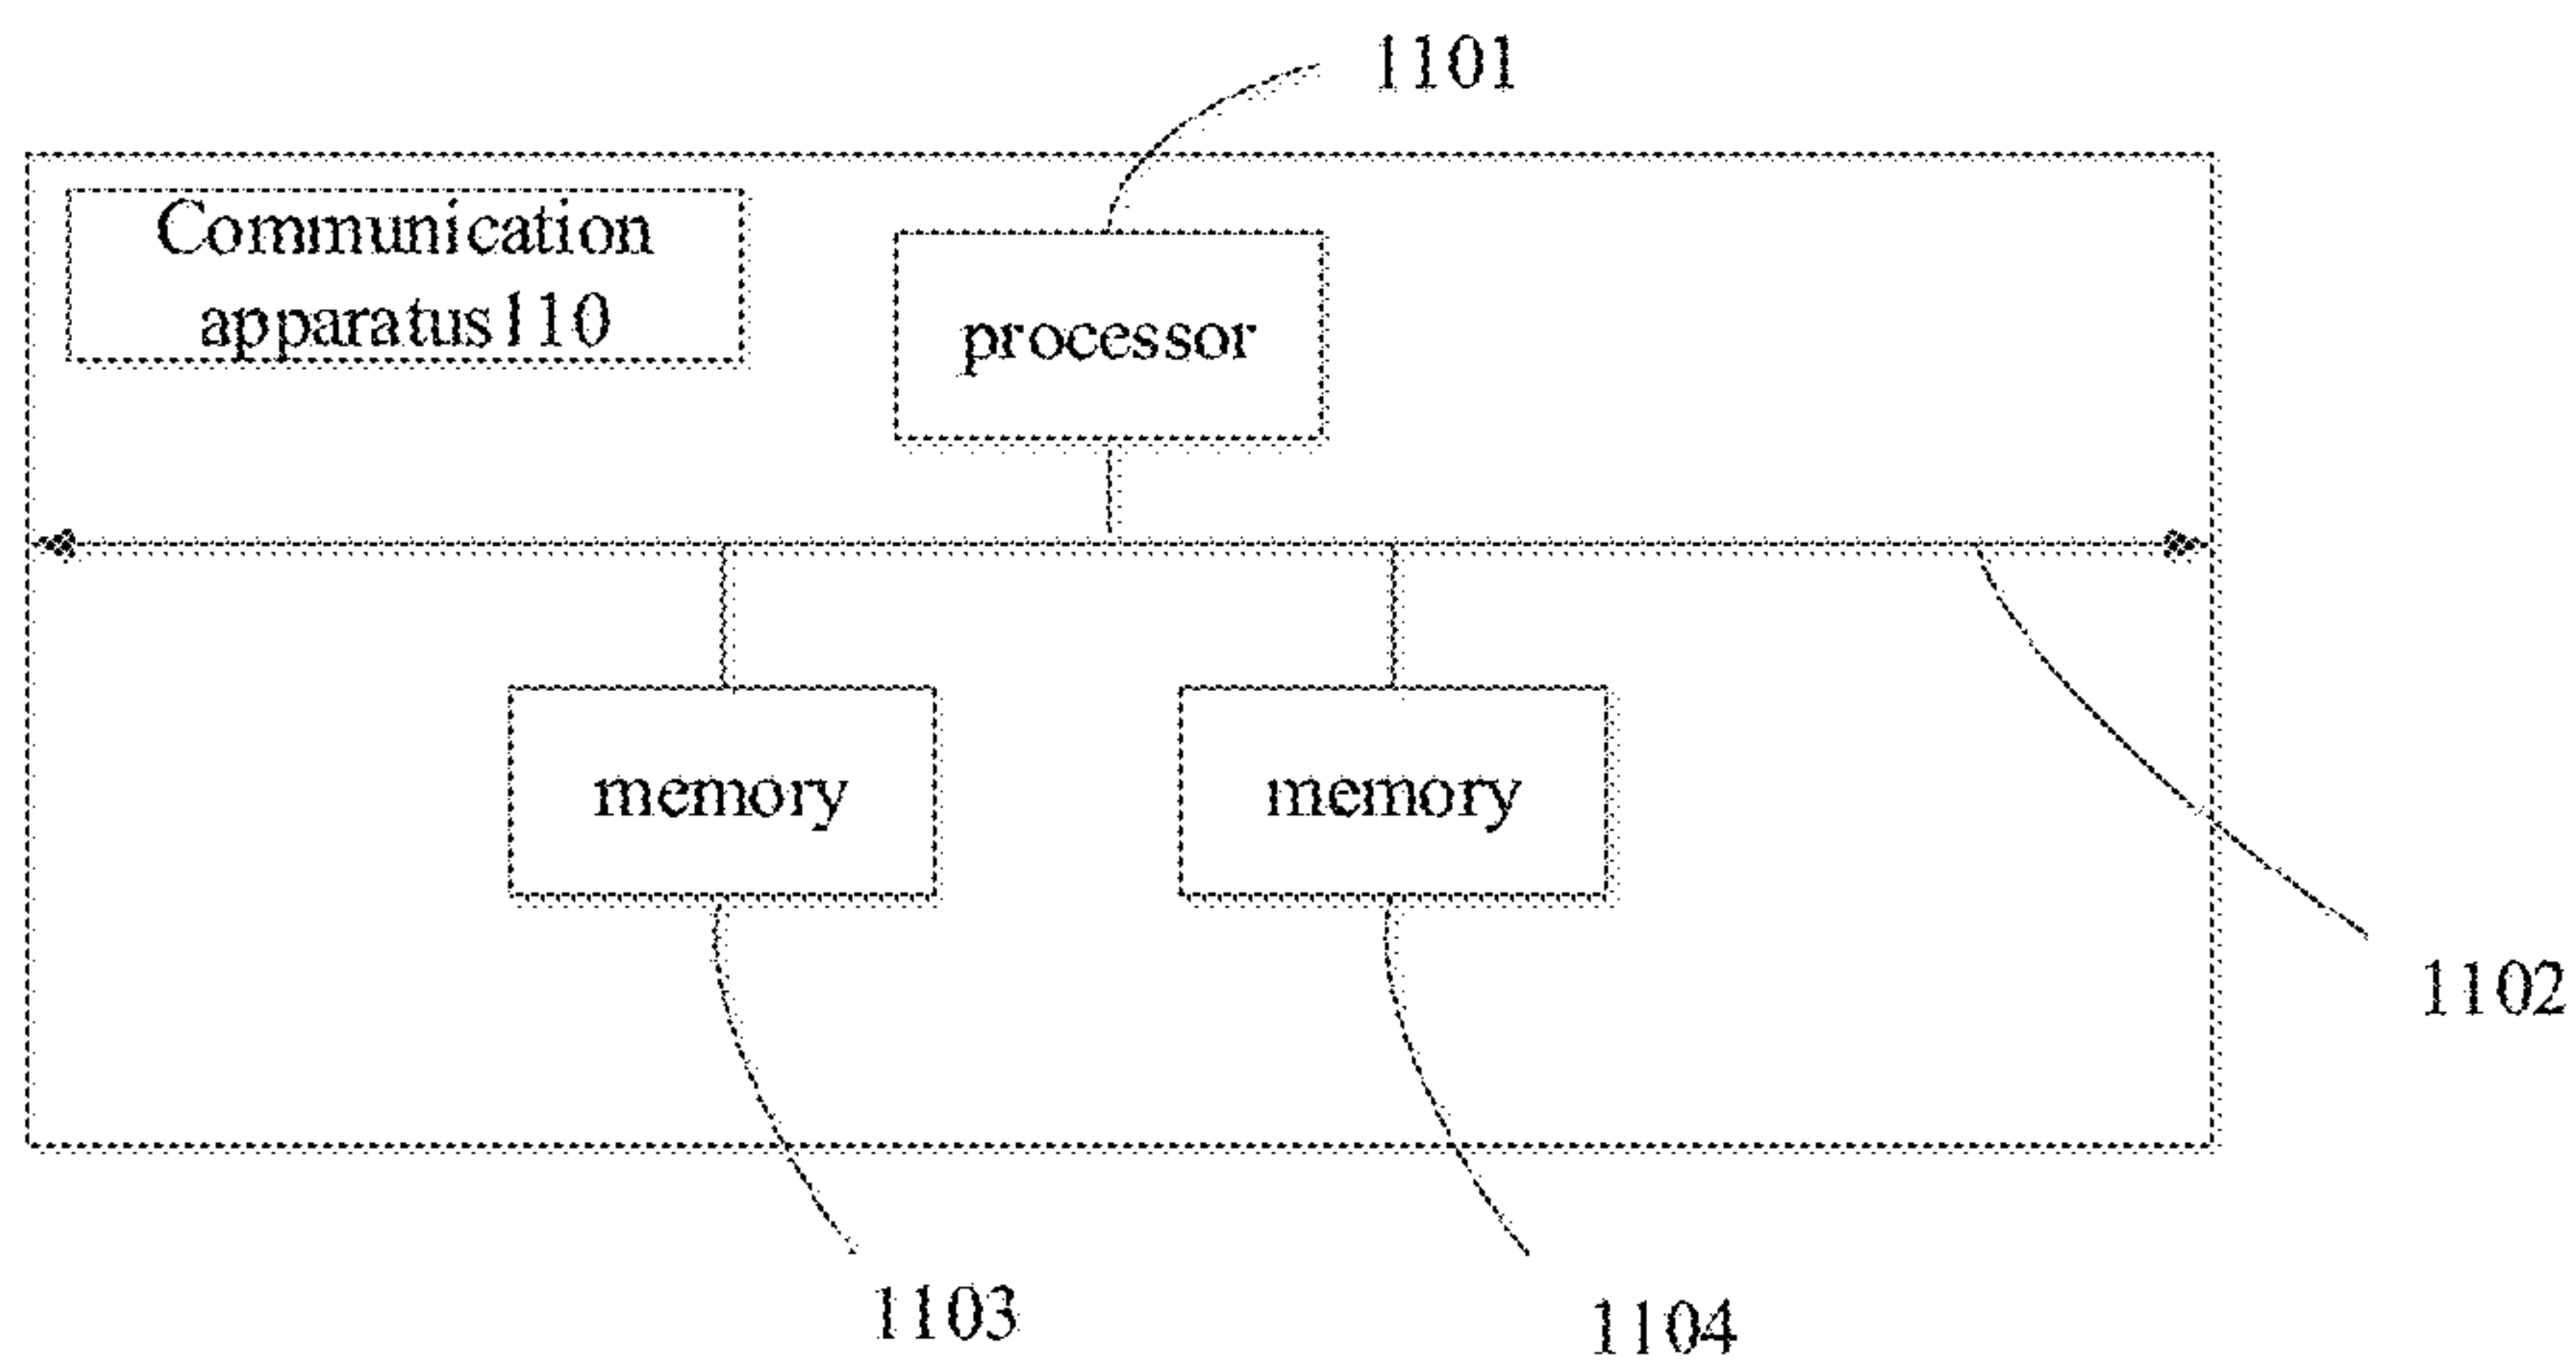 1101
Communication
apparatus110
processor
memory
memory
1102
1103
1104